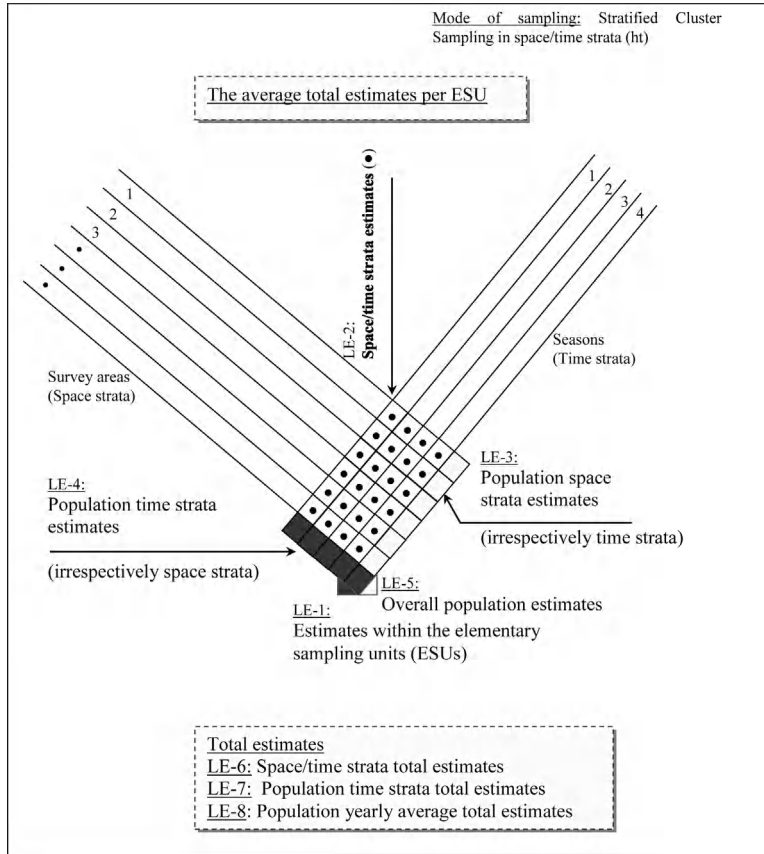 Mode of sampling: Stratified Cluster
Sampling in space/time strata (ht)
The average total estimates per ESU
LE-2:
Space/time strata estimates (●)
1
2
3
1
2
3
4
Survey areas
(Space strata)
Seasons
(Time strata)
LE-4:
Population time strata
estimates
(irrespectively space strata)
LE-3:
Population space
strata estimates
(irrespectively time strata)
LE-5:
Overall population estimates
LE-1:
Estimates within the elementary
sampling units (ESUs)
Total estimates
LE-6: Space/time strata total estimates
LE-7: Population time strata total estimates
LE-8: Population yearly average total estimates